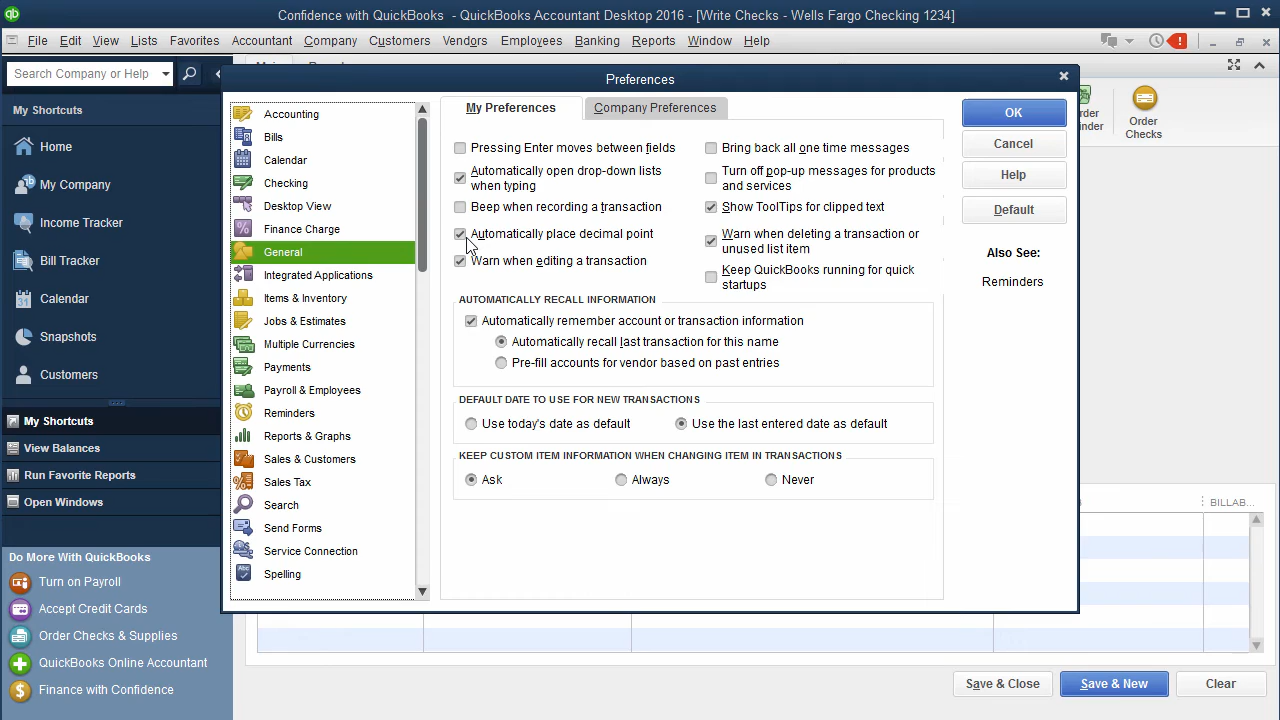 Confidence with QuickBooks - QuickBooks Accountant Desktop 2016 - [Write Checks - Wells Fargo Checking 1234]
File Edit View Lists Favorites Accountant Company Customers Vendors Employees Banking Reports Window Help
Search Company or Help
My Shortcuts
Home
My Company
Income Tracker
Bill Tracker
Calendar
Snapshots
Customers
My Shortcuts
View Balances
Run Favorite Reports
Open Windows
Do More With QuickBooks
Turn on Payroll
Accept Credit Cards
Order Checks & Supplies
QuickBooks Online Accountant
Finance with Confidence
Preferences
Accounting
Bills
Calendar
Checking
Desktop View
Finance Charge
General
Integrated Applications
Items & Inventory
Jobs & Estimates
Multiple Currencies
Payments
Payroll & Employees
Reminders
Reports & Graphs
Sales & Customers
Sales Tax
Search
Send Forms
Service Connection
Spelling
My Preferences
Company Preferences
Pressing Enter moves between fields
Automatically open drop-down lists
when typing
Beep when recording a transaction
Automatically place decimal point
Warn when editing a transaction
Bring back all one time messages
Turn off pop-up messages for products
and services
Show ToolTips for clipped text
Warn when deleting a transaction or
unused list item
Keep QuickBooks running for quick
startups
AUTOMATICALLY RECALL INFORMATION
Automatically remember account or transaction information
Automatically recall last transaction for this name
Pre-fill accounts for vendor based on past entries
DEFAULT DATE TO USE FOR NEW TRANSACTIONS
Use today's date as default
Use the last entered date as default
KEEP CUSTOM ITEM INFORMATION WHEN CHANGING ITEM IN TRANSACTIONS
Ask
Always
Never
OK
Cancel
Help
Default
Also See:
Reminders
Order
Checks
BILLAB...
Save & Close
Save & New
Clear